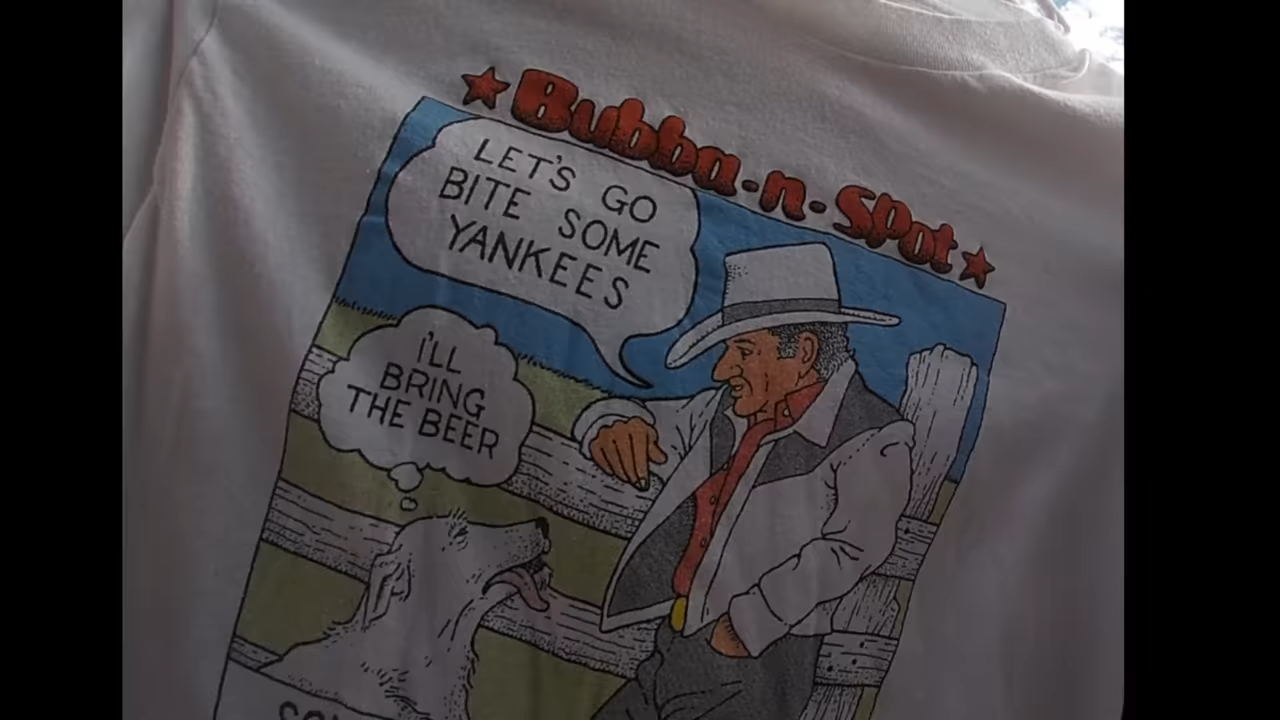 ★Bubba-n-Spot★
LET'S GO
BITE SOME
YANKEES
I'LL
BRING
THE BEER